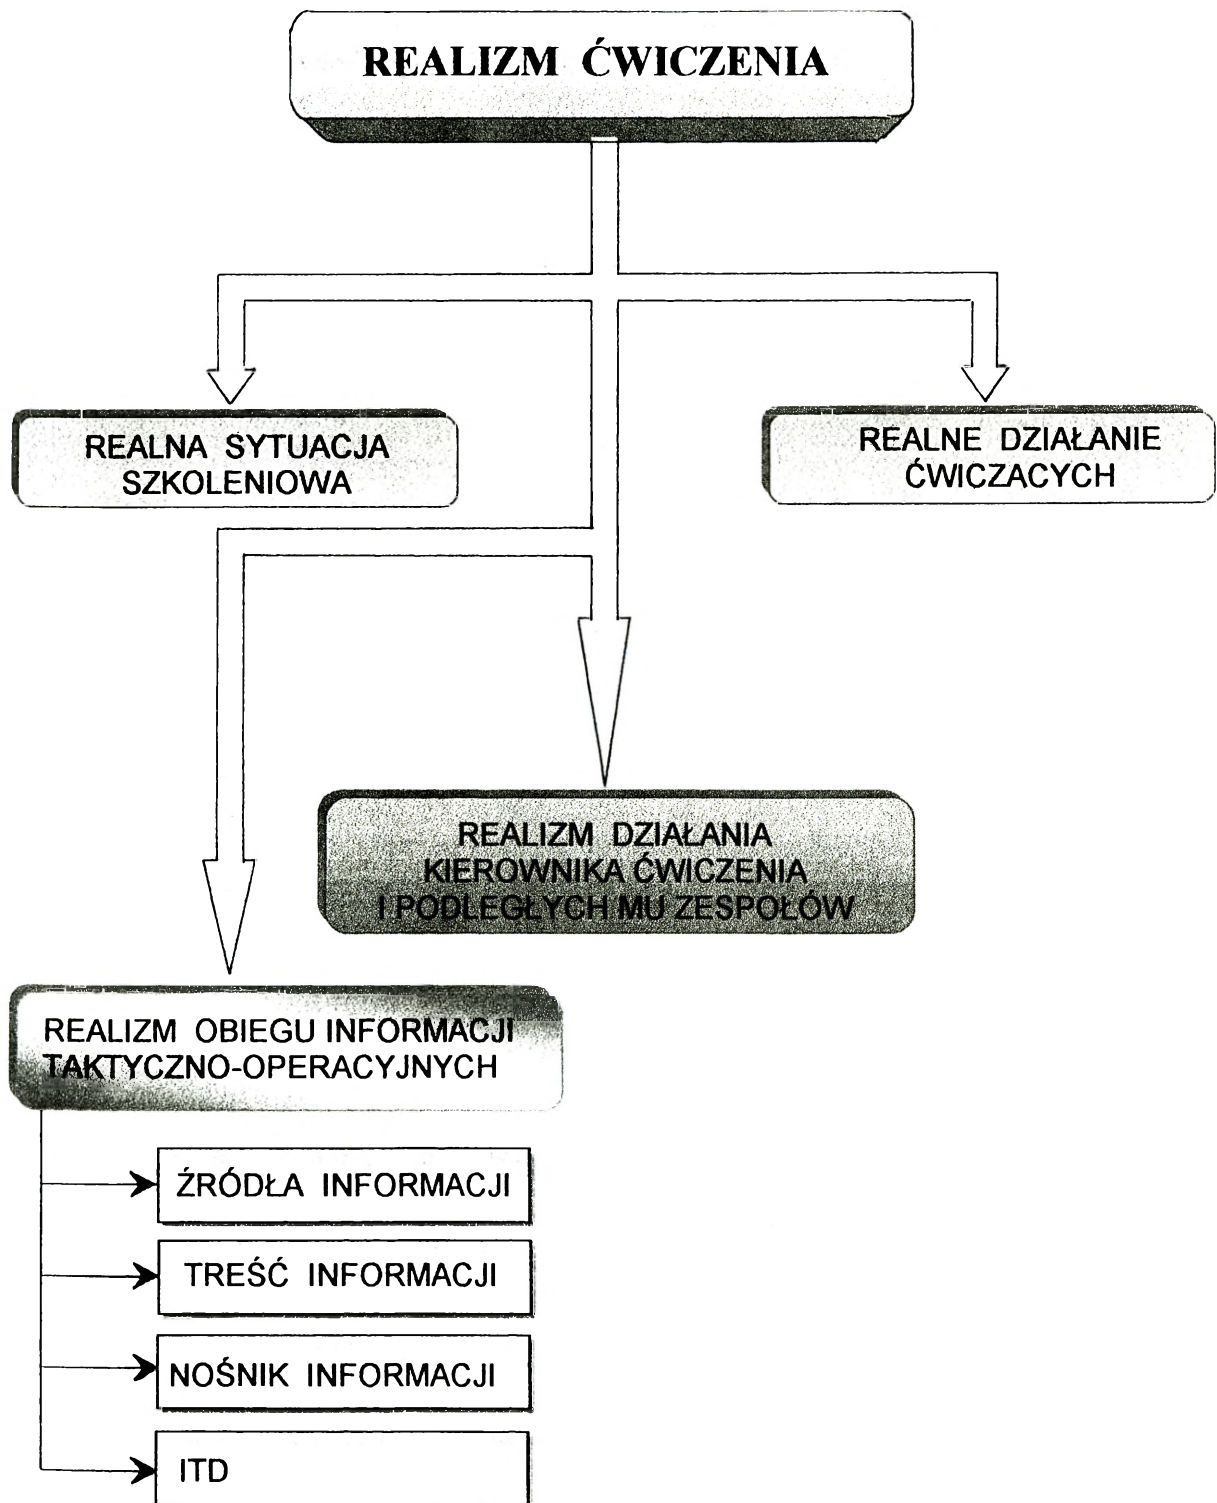 REALIZM ĆWICZENIA
REALNA SYTUACJA
SZKOLENIOWA
REALNE DZIAŁANIE
ĆWICZACYCH
REALIZM DZIAŁANIA
KIEROWNIKA ĆWICZENIA
I PODLEGŁYCH MU ZESPOŁÓW
REALIZM OBIEGU INFORMACJI
TAKTYCZNO-OPERACYJNYCH
ŹRÓDŁA INFORMACJI
TREŚĆ INFORMACJI
NOŚNIK INFORMACJI
ITD